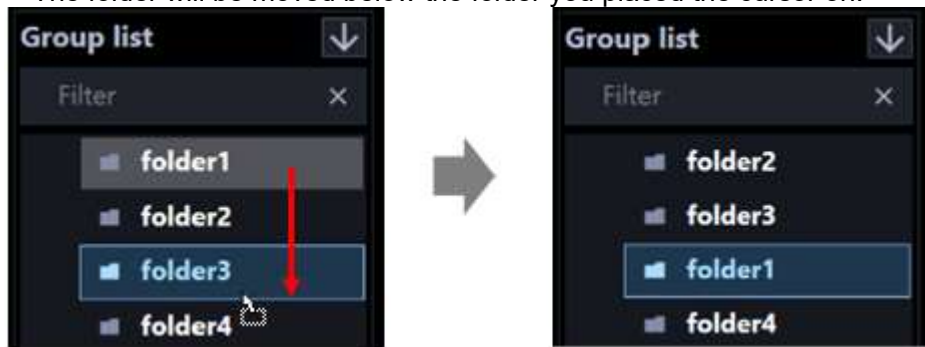 The folder will be moved below the folder you placed the cursor on.
Group list
Filter
folder1
folder2
folder3
folder4
Group list
Filter
folder2
folder3
folder1
folder4